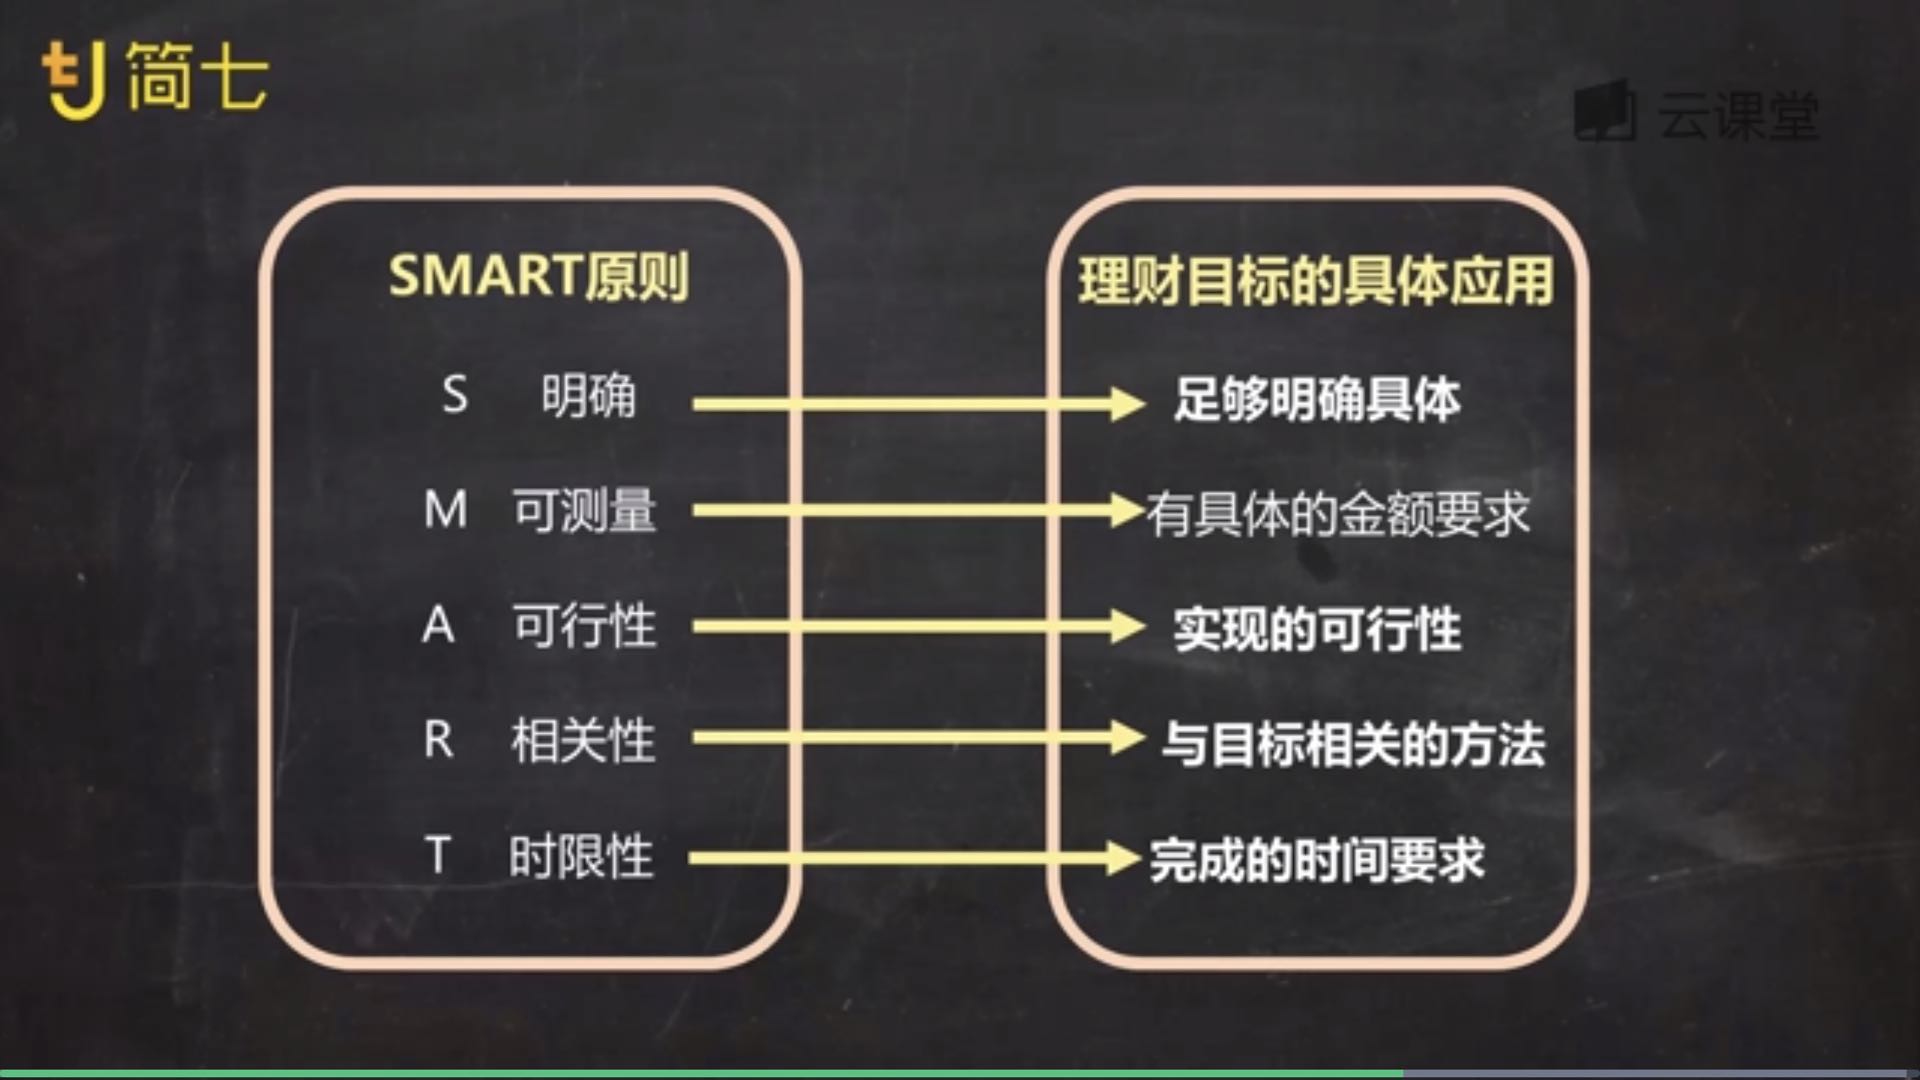 简七
云课堂
SMART原则
S 明确
M 可测量
A 可行性
R 相关性
T 时限性
理财目标的具体应用
足够明确具体
有具体的金额要求
实现的可行性
与目标相关的方法
完成的时间要求